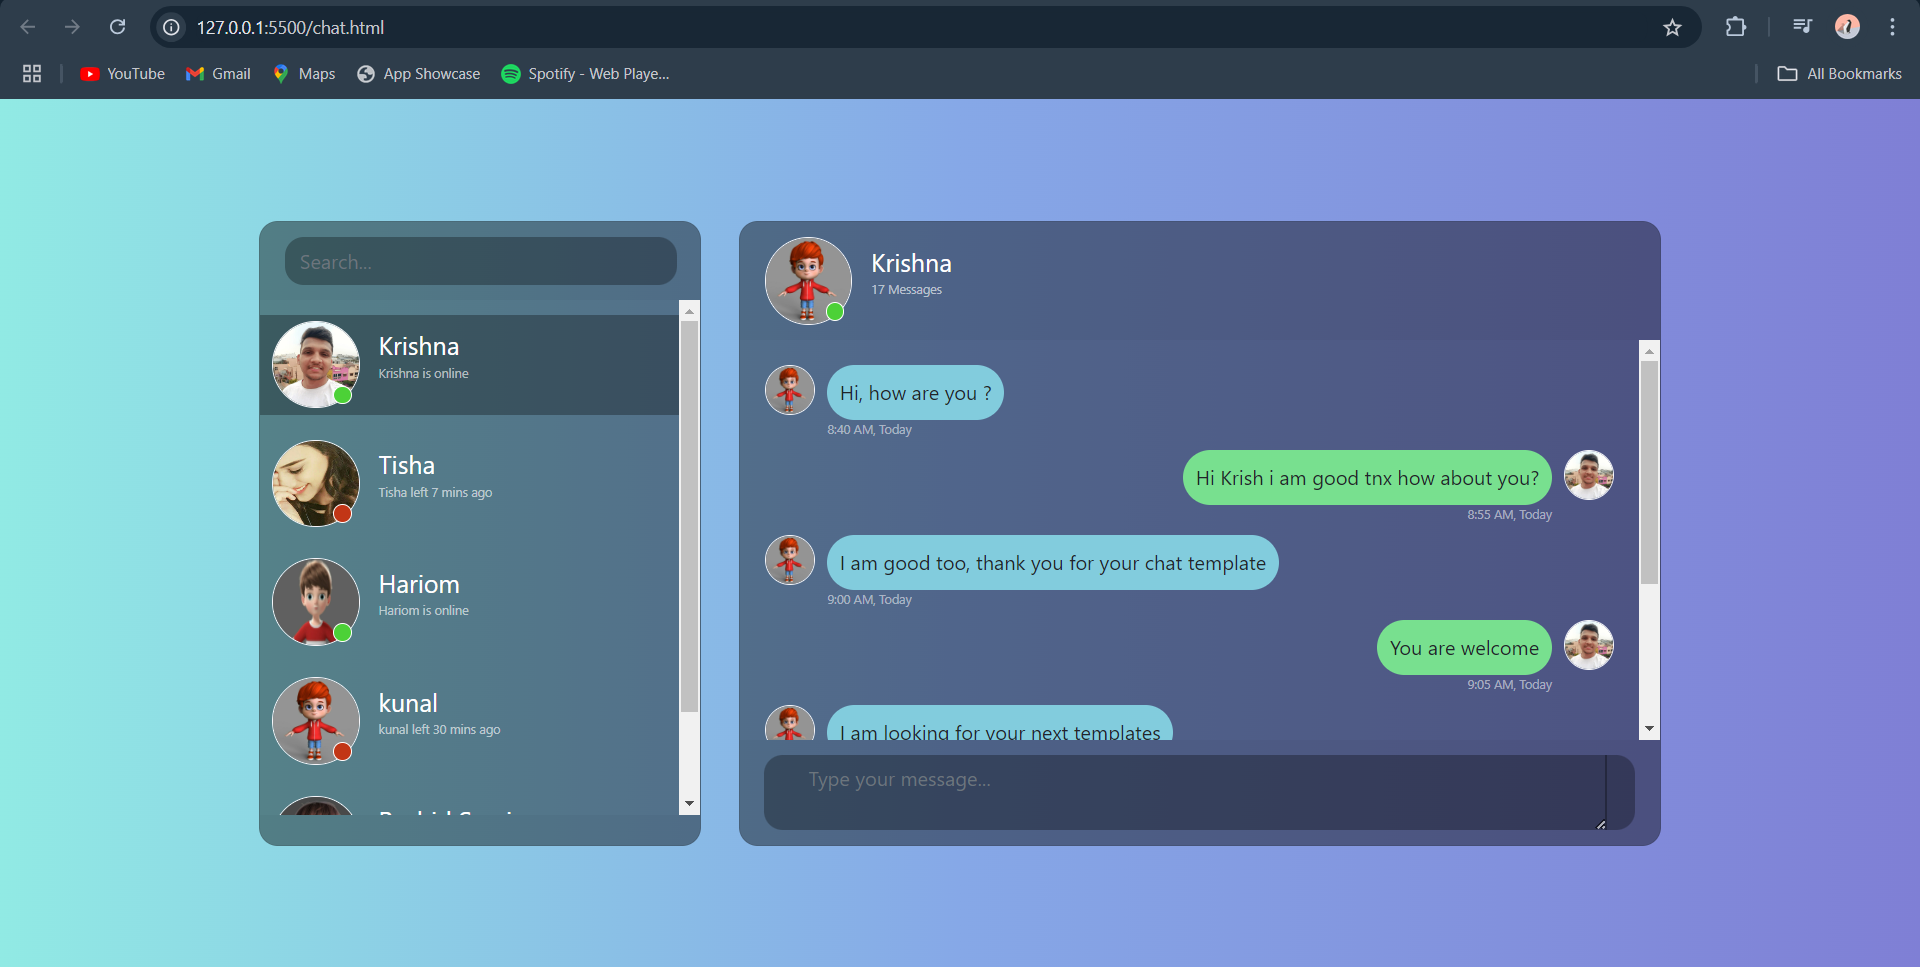 127.0.0.1:5500/chat.html
YouTube
Gmail
Maps
App Showcase
Spotify - Web Playe...
All Bookmarks
Search...
Krishna
Krishna is online
Tisha
Tisha left 7 mins ago
Hariom
Hariom is online
kunal
kunal left 30 mins ago
Krishna
17 Messages
Hi, how are you ?
8:40 AM, Today
Hi Krish i am good tnx how about you?
8:55 AM, Today
I am good too, thank you for your chat template
9:00 AM, Today
You are welcome
9:05 AM, Today
I am looking for your next templates
Type your message...